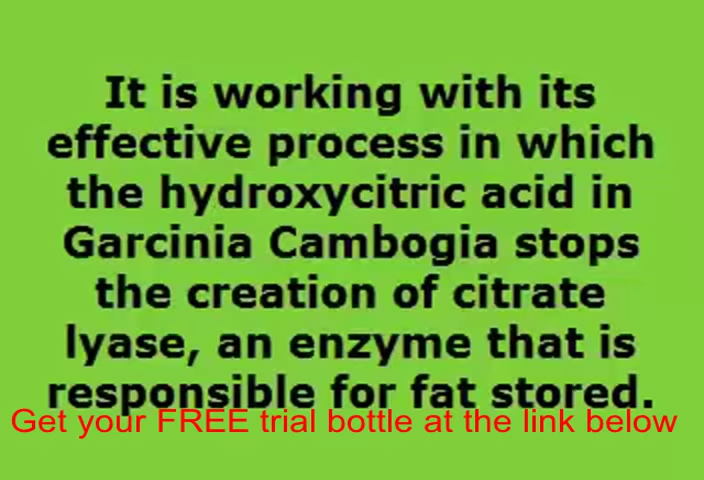 It is working with its
effective process in which
the hydroxycitric acid in
Garcinia Cambogia stops
the creation of citrate
lyase, an enzyme that is
responsible for fat stored.
Get your FREE trial bottle at the link below